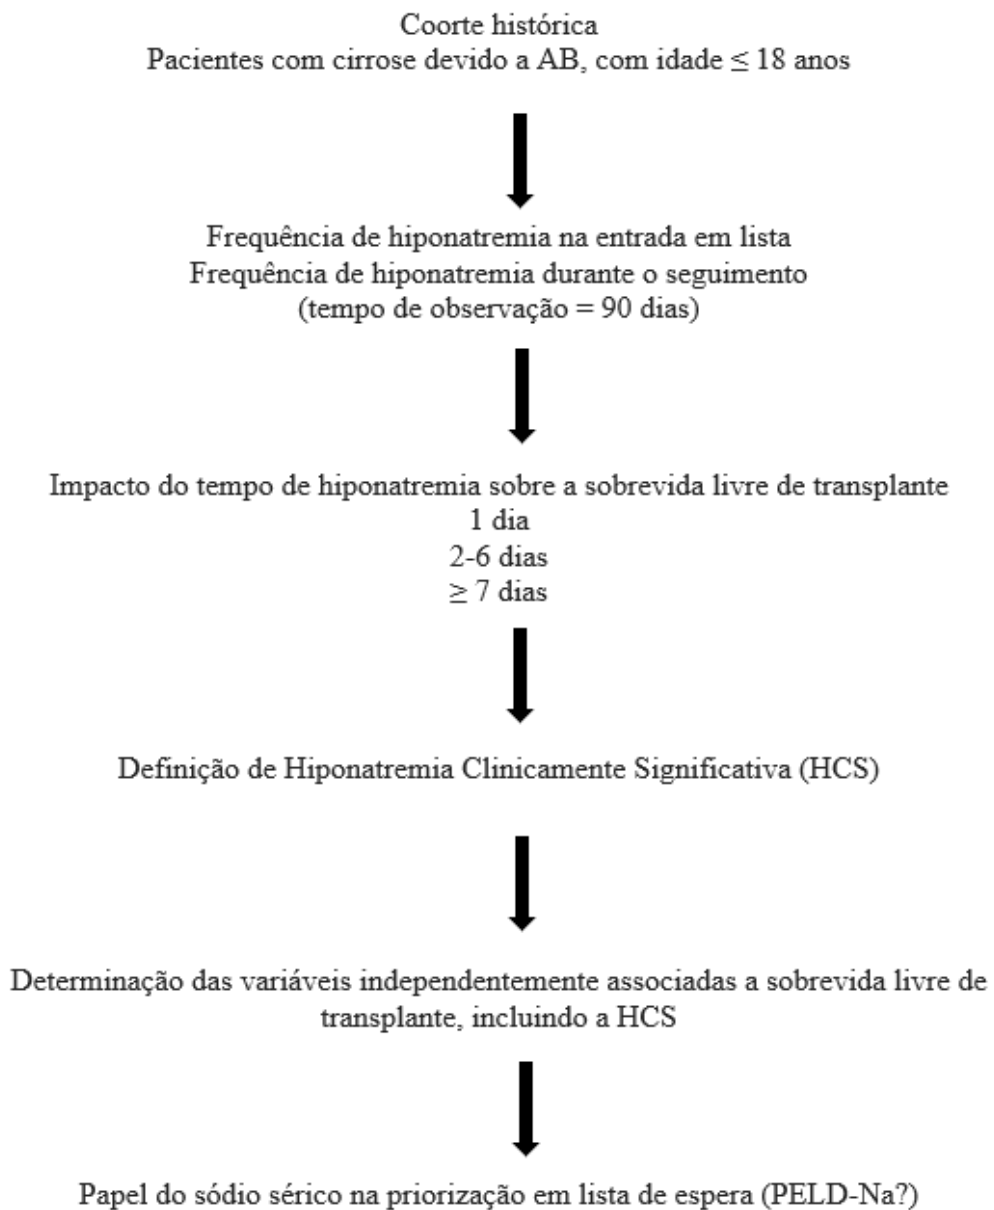 Coorte histórica
Pacientes com cirrose devido a AB, com idade ≤ 18 anos
Frequência de hiponatremia na entrada em lista
Frequência de hiponatremia durante o seguimento
(tempo de observação = 90 dias)
Impacto do tempo de hiponatremia sobre a sobrevida livre de transplante
1 dia
2-6 dias
≥ 7 dias
Definição de Hiponatremia Clinicamente Significativa (HCS)
Determinação das variáveis independentemente associadas a sobrevida livre de
transplante, incluindo a HCS
Papel do sódio sérico na priorização em lista de espera (PELD-Na?)